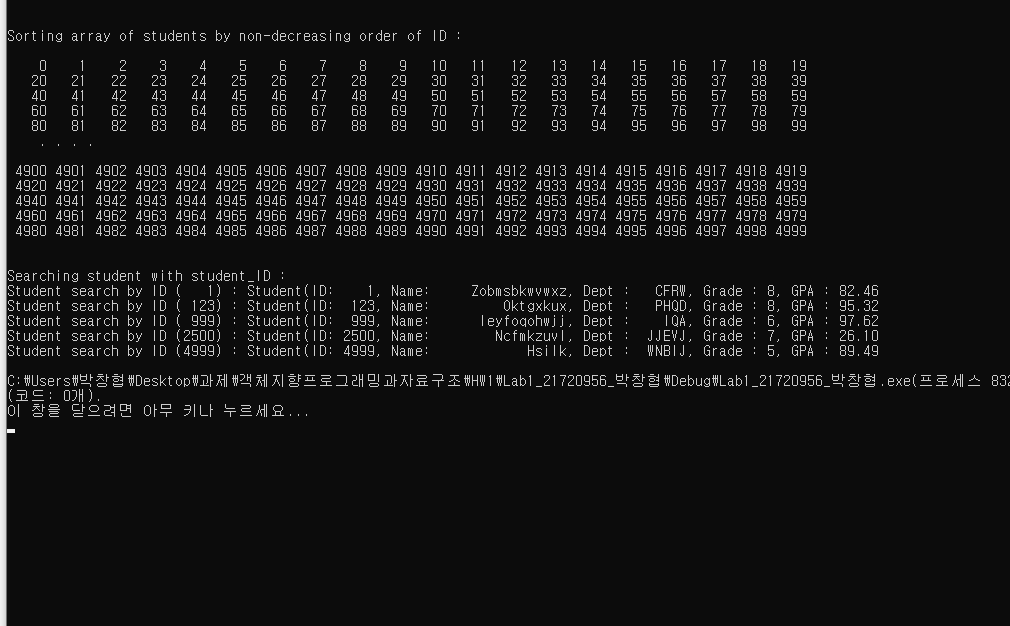 Sorting array of students by non-decreasing order of ID :
0 1 2 3 4 5 6 7 8 9 10 11 12 13 14 15 16 17 18 19
20 21 22 23 24 25 26 27 28 29 30 31 32 33 34 35 36 37 38 39
40 41 42 43 44 45 46 47 48 49 50 51 52 53 54 55 56 57 58 59
60 61 62 63 64 65 66 67 68 69 70 71 72 73 74 75 76 77 78 79
80 81 82 83 84 85 86 87 88 89 90 91 92 93 94 95 96 97 98 99
. . . .
4900 4901 4902 4903 4904 4905 4906 4907 4908 4909 4910 4911 4912 4913 4914 4915 4916 4917 4918 4919
4920 4921 4922 4923 4924 4925 4926 4927 4928 4929 4930 4931 4932 4933 4934 4935 4936 4937 4938 4939
4940 4941 4942 4943 4944 4945 4946 4947 4948 4949 4950 4951 4952 4953 4954 4955 4956 4957 4958 4959
4960 4961 4962 4963 4964 4965 4966 4967 4968 4969 4970 4971 4972 4973 4974 4975 4976 4977 4978 4979
4980 4981 4982 4983 4984 4985 4986 4987 4988 4989 4990 4991 4992 4993 4994 4995 4996 4997 4998 4999
Searching student with student_ID :
Student search by ID (   1) : Student(ID:    1, Name:     Zobmsbkwvwxz, Dept :   CFRW, Grade : 8, GPA : 82.46
Student search by ID ( 123) : Student(ID:  123, Name:         Oktgxkux, Dept :   PHQD, Grade : 8, GPA : 95.32
Student search by ID ( 999) : Student(ID:  999, Name:      Ieyfoqohwjj, Dept :    IQA, Grade : 6, GPA : 97.62
Student search by ID (2500) : Student(ID: 2500, Name:        Ncfmkzuvl, Dept :  JJEVJ, Grade : 7, GPA : 26.10
Student search by ID (4999) : Student(ID: 4999, Name:            Hsilk, Dept :  WNBIJ, Grade : 5, GPA : 89.49
C:₩Users₩박창협₩Desktop₩과제₩객체지향프로그래밍과자료구조₩HW1₩Lab1_21720956_박창협₩Debug₩Lab1_21720956_박창협.exe(프로세스 832
(코드: 0개).
이 창을 닫으려면 아무 키나 누르세요...